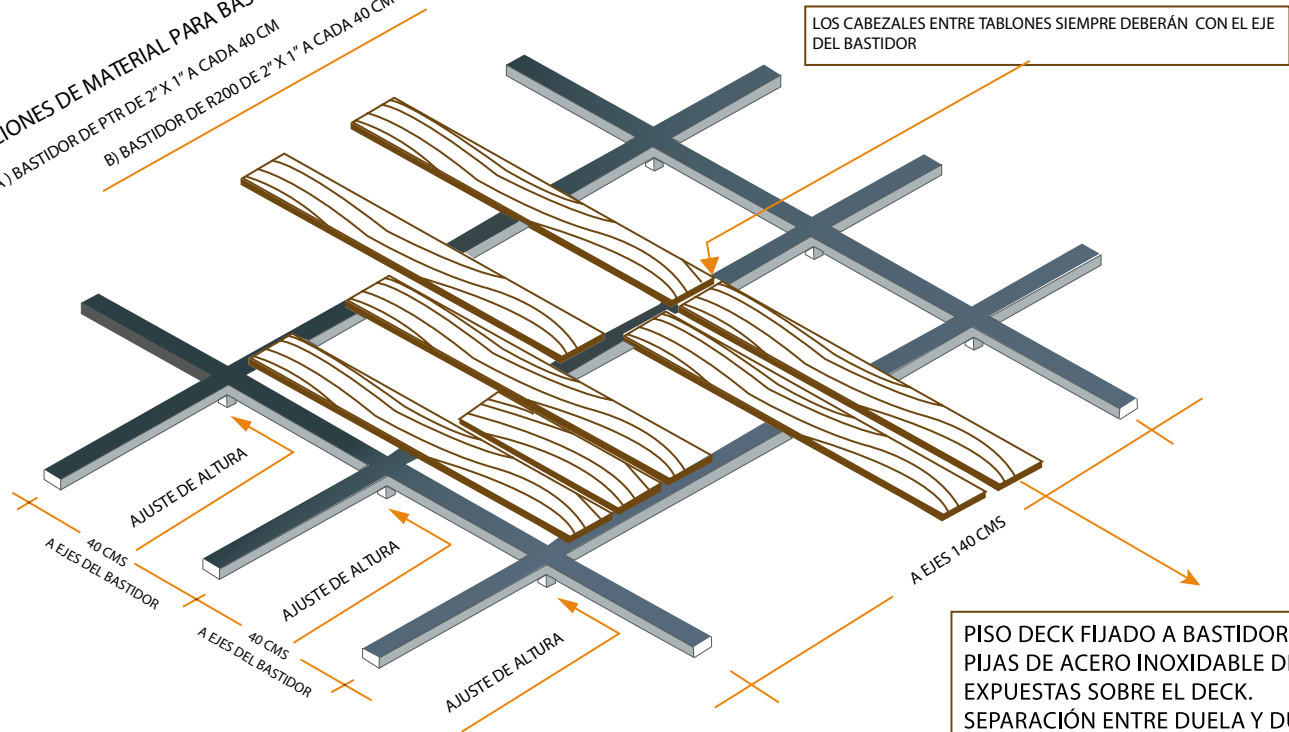 DE MATERIAL PARA
A) BASTIDOR DE PTR DE 2" X 1" A CADA 40 CM
B) BASTIDOR DE R200 DE 2" X 1" A CADA 40 CM
LOS CABEZALES ENTRE TABLONES SIEMPRE DEBERÁN CON EL EJE
DEL BASTIDOR
AJUSTE DE ALTURA
40 CMS
A EJES DEL BASTIDOR
AJUSTE DE ALTURA
40 CMS
A EJES DEL BASTIDOR
AJUSTE DE ALTURA
A EJES 140 CMS
PISO DECK FIJADO A BASTIDOR
PIJAS DE ACERO INOXIDABLE
EXPUESTAS SOBRE EL DECK.
SEPARACIÓN ENTRE DUELA Y